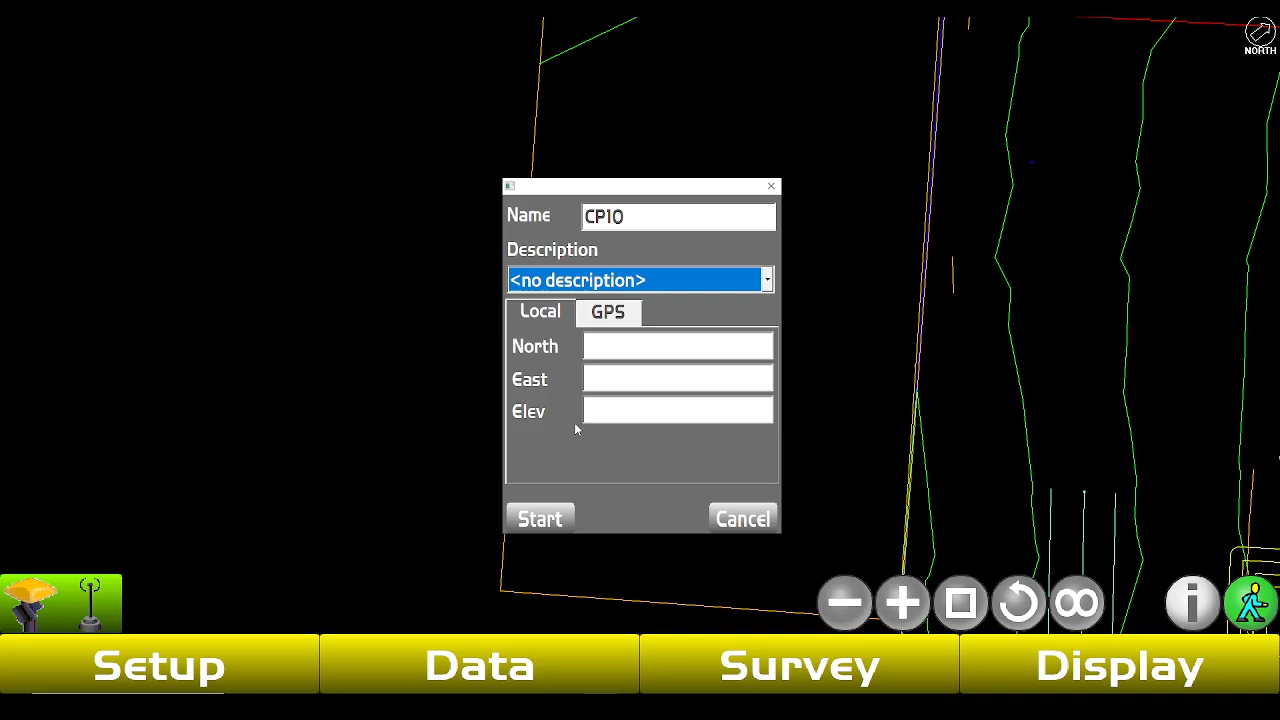 NORTH
Name CP10
Description
<no description>
Local GPS
North
East
Elev
Start Cancel
Setup Data Survey Display